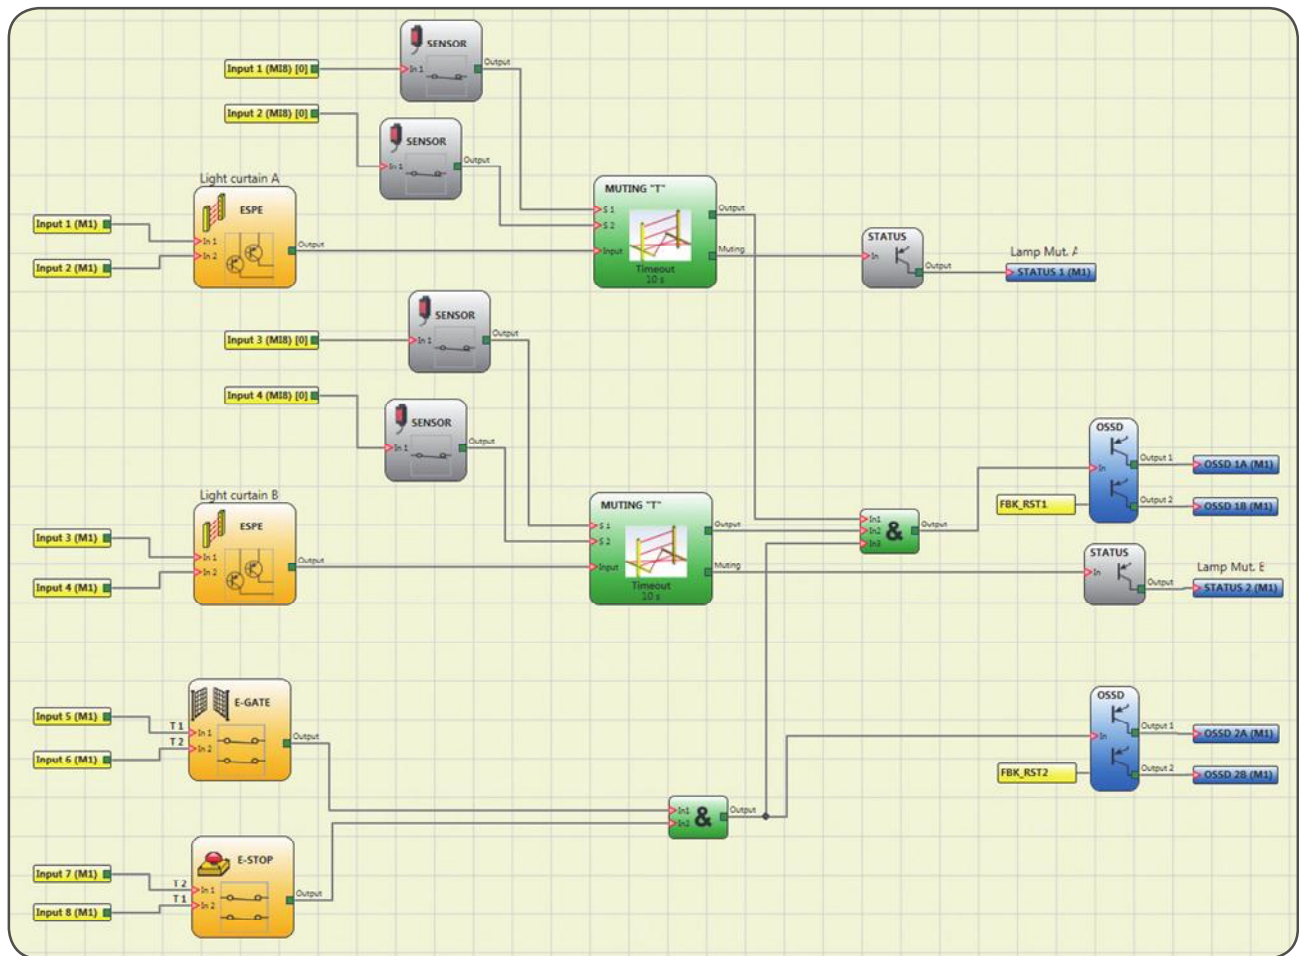 SENSOR
Input 1 (MI8) [0]
In 1
Output
Input 2 (MI8) [0]
SENSOR
In 1
Output
Light curtain A
ESPE
Input 1 (M1)
Input 2 (M1)
In 1
In 2
Output
MUTING "T"
S 1
S 2
Input
Timeout
10 s
Output
Muting
STATUS
In
Output
Lamp Mut. A
STATUS 1 (M1)
SENSOR
Input 3 (MI8) [0]
In 1
Output
Input 4 (MI8) [0]
SENSOR
In 1
Output
Light curtain B
ESPE
Input 3 (M1)
Input 4 (M1)
In 1
In 2
Output
MUTING "T"
S 1
S 2
Input
Timeout
10 s
Output
Muting
In1
In2
In3
&
Output
OSSD
In
Output 1
Output 2
OSSD 1A (M1)
OSSD 1B (M1)
FBK_RST1
STATUS
In
Output
Lamp Mut.
STATUS 2 (M1)
E-GATE
Input 5 (M1)
Input 6 (M1)
T 1
T 2
In 1
In 2
Output
E-STOP
Input 7 (M1)
Input 8 (M1)
T 2
T 1
In 1
In 2
Output
In1
In2
&
Output
OSSD
In
Output 1
Output 2
OSSD 2A (M1)
OSSD 2B (M1)
FBK_RST2